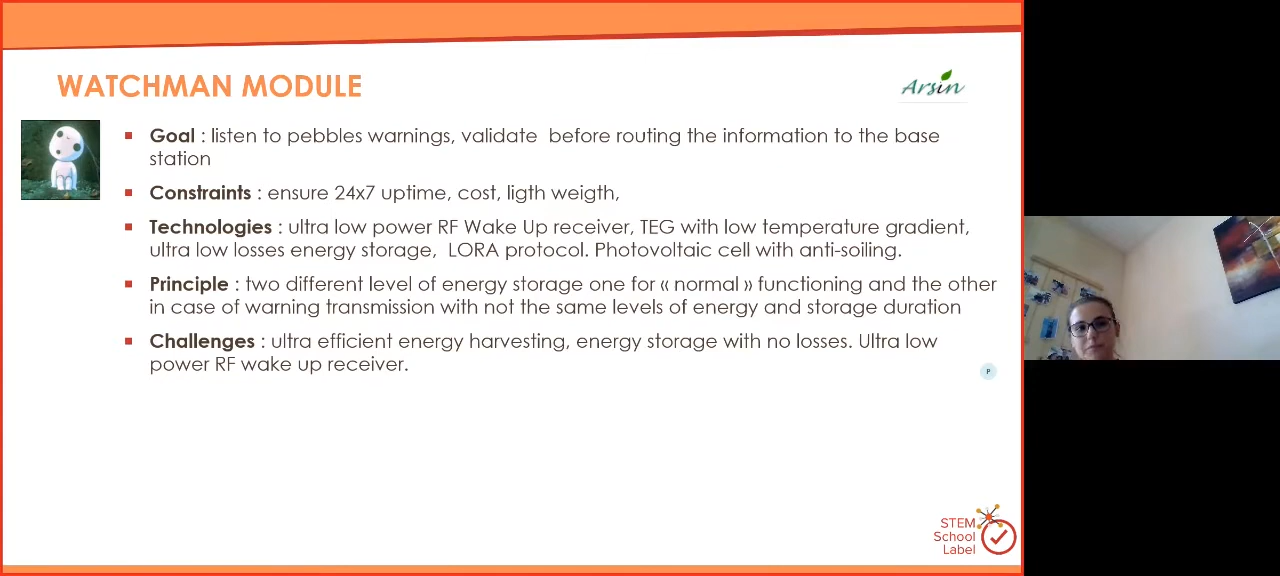 WATCHMAN MODULE
Arsin
Goal : listen to pebbles warnings, validate before routing the information to the base
station
Constraints : ensure 24x7 uptime, cost, ligth weigth,
Technologies : ultra low power RF Wake Up receiver, TEG with low temperature gradient,
ultra low losses energy storage, LORA protocol. Photovoltaic cell with anti-soiling.
Principle : two different level of energy storage one for « normal » functioning and the other
in case of warning transmission with not the same levels of energy and storage duration
Challenges : ultra efficient energy harvesting, energy storage with no losses. Ultra low
power RF wake up receiver.
P
STEM
School
Label